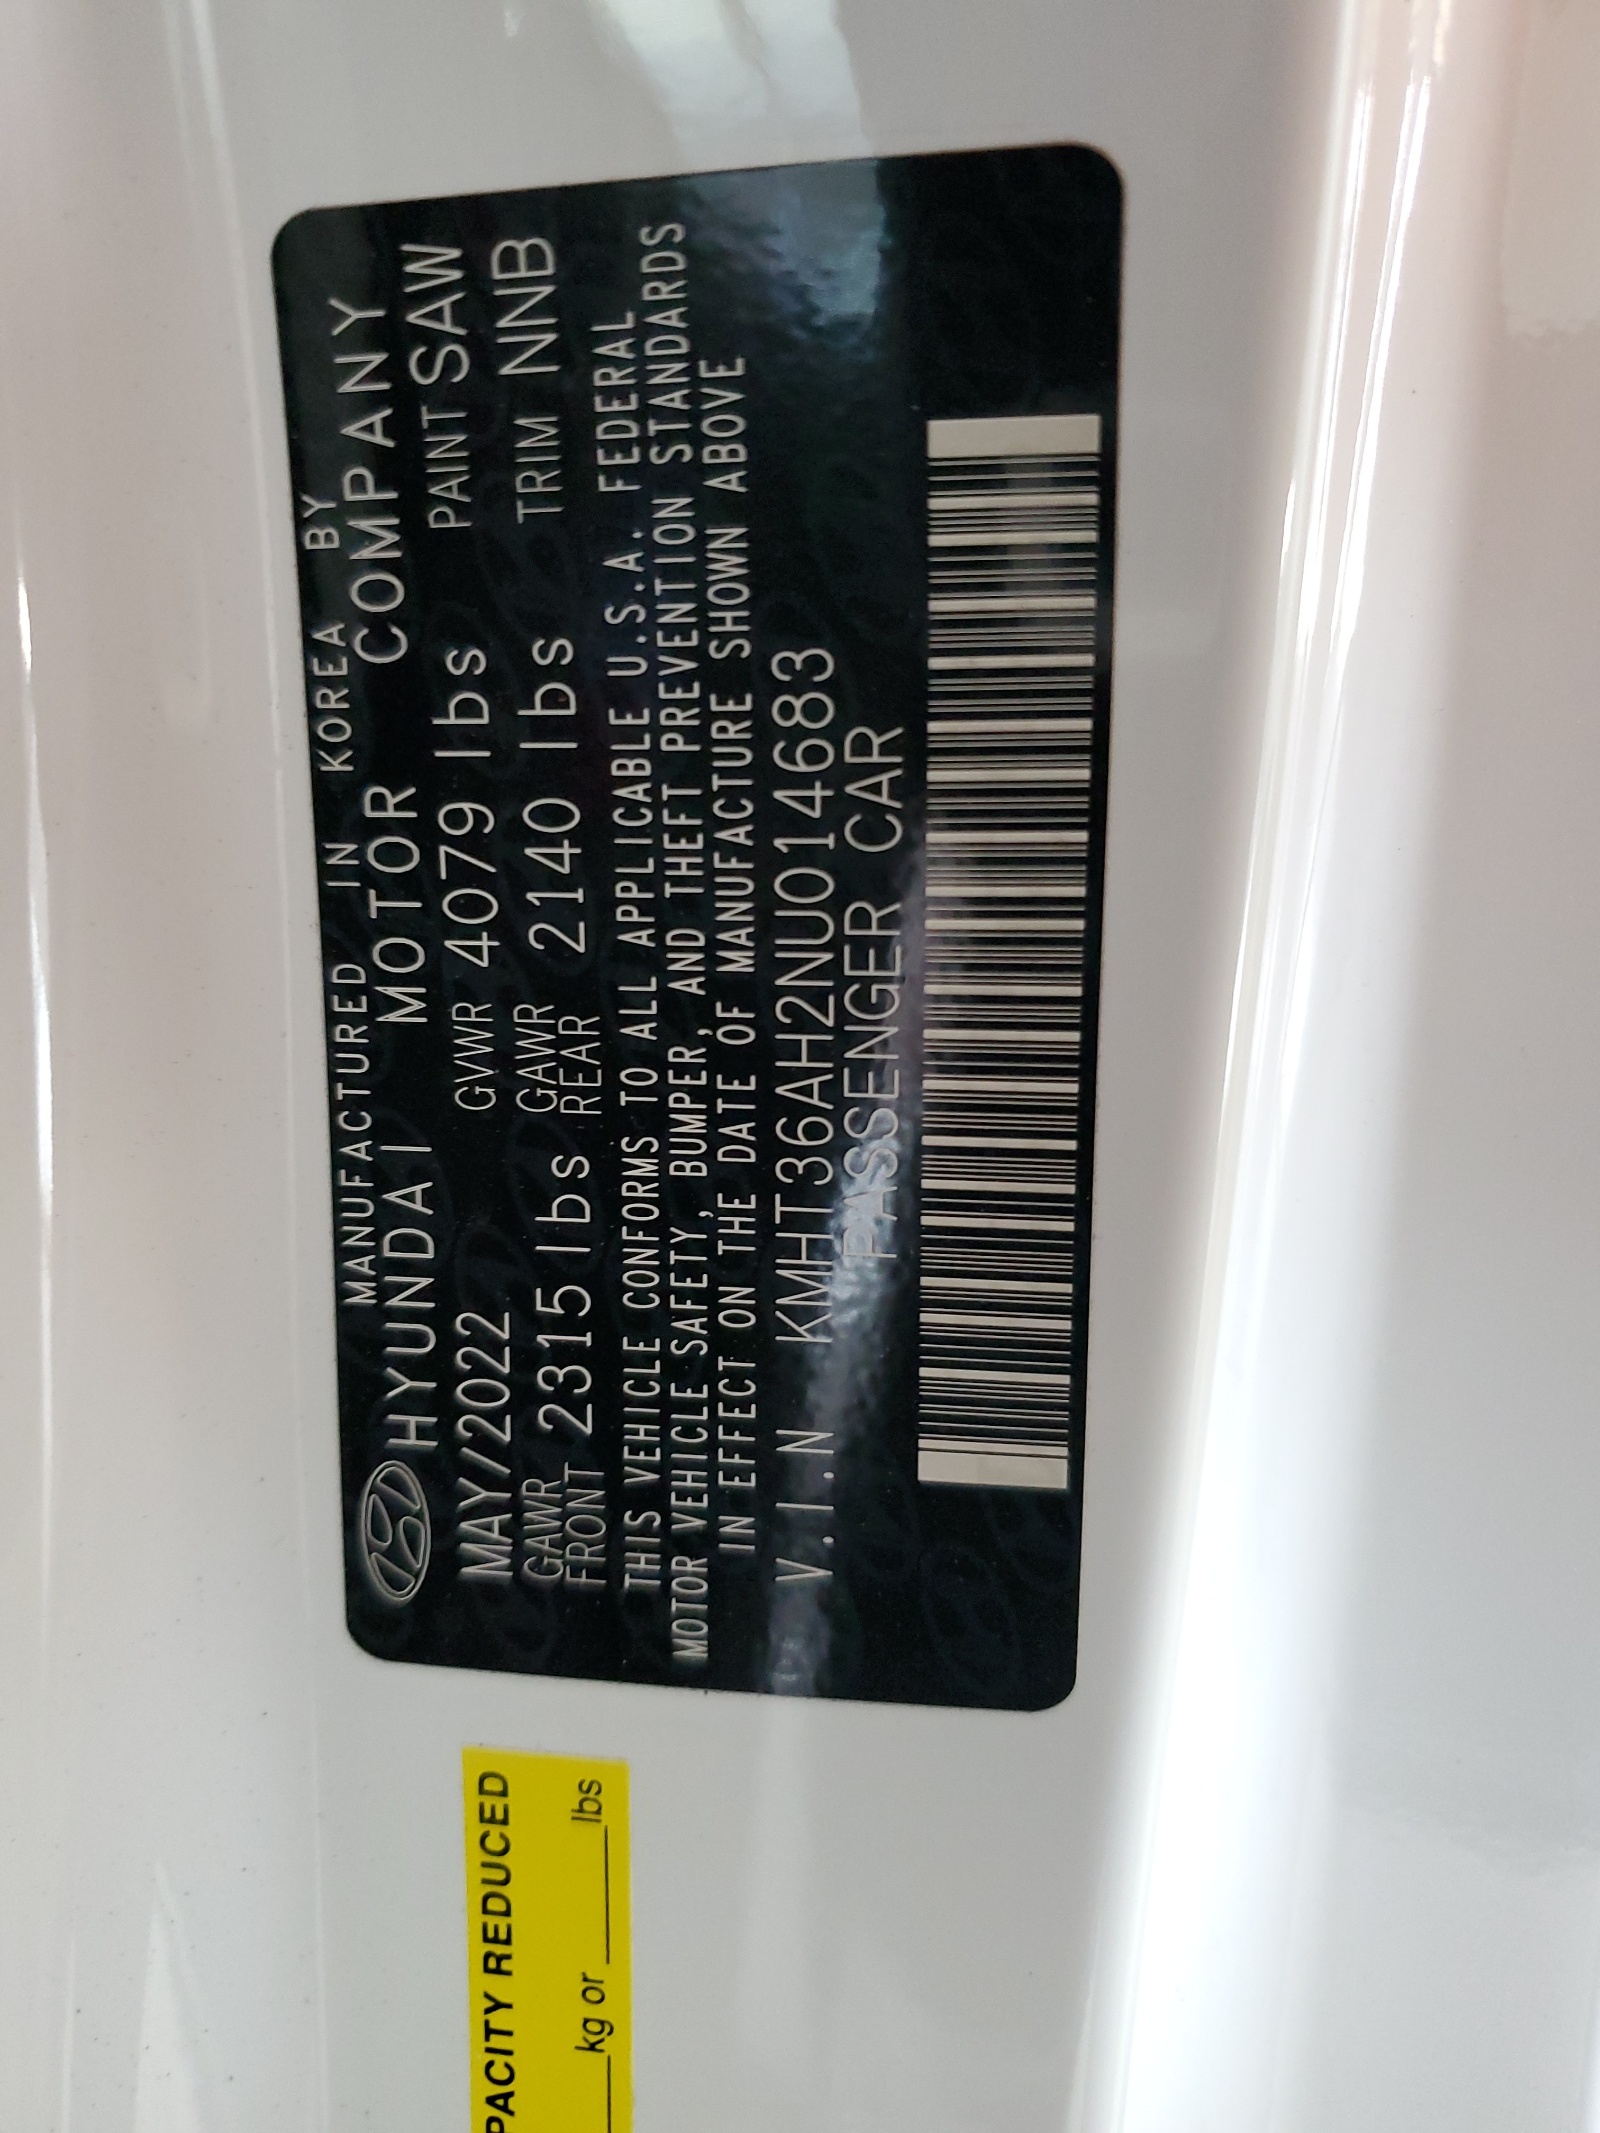 MANUFACTURED IN KOREA BY
HYUNDAI MOTOR COMPANY
MAY/2022 GVWR 4079 lbs PAINT SAW
GAWR FRONT 2315 lbs GAWR REAR 2140 lbs TRIM NNB
THIS VEHICLE CONFORMS TO ALL APPLICABLE U.S.A. FEDERAL
MOTOR VEHICLE SAFETY, BUMPER, AND THEFT PREVENTION STANDARDS
IN EFFECT ON THE DATE OF MANUFACTURE SHOWN ABOVE
V.I.N KMHT36AH2NU014683
PASSENGER CAR
PACITY REDUCED
____kg or ____lbs